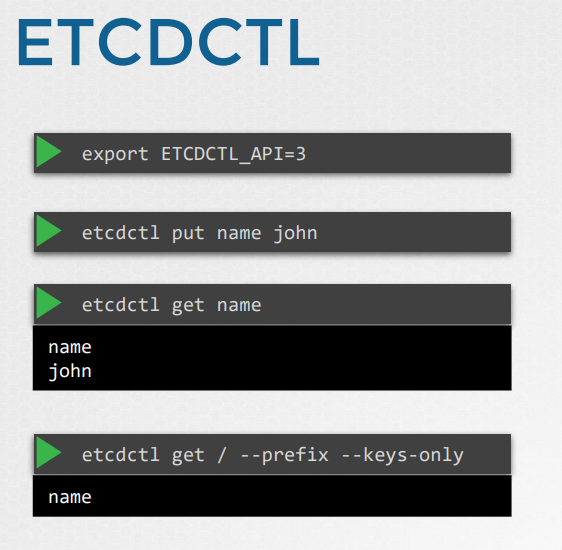 ETCDCTL
export ETCDCTL_API=3
etcdctl put name john
etcdctl get name
name
john
etcdctl get / --prefix --keys-only
name